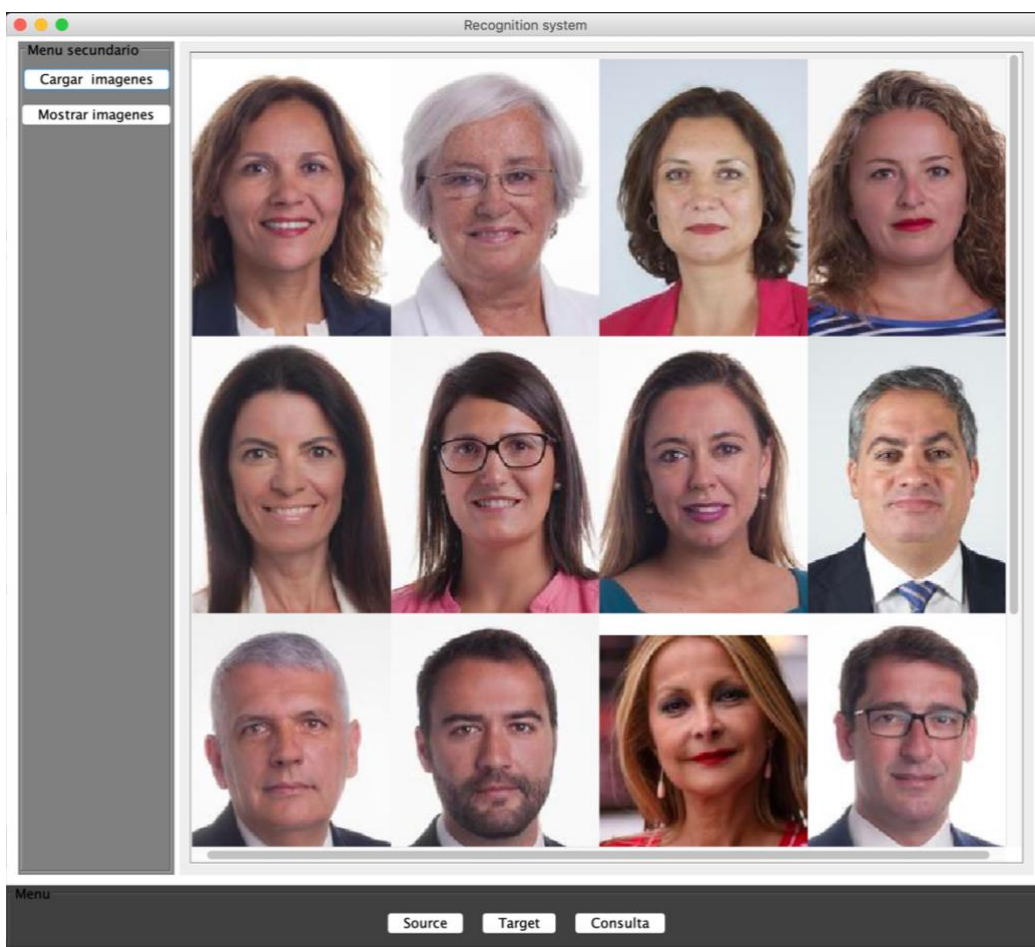 Recognition system
Menu secundario
Cargar imagenes
Mostrar imagenes
Menu
Source
Target
Consulta